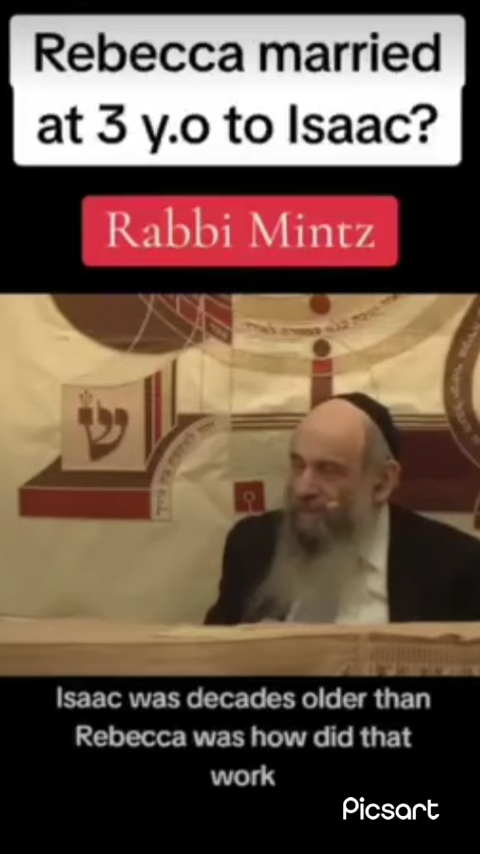 Rebecca married
at 3 y.o to Isaac?
Rabbi Mintz
Isaac was decades older than
Rebecca was how did that
work
Picsart